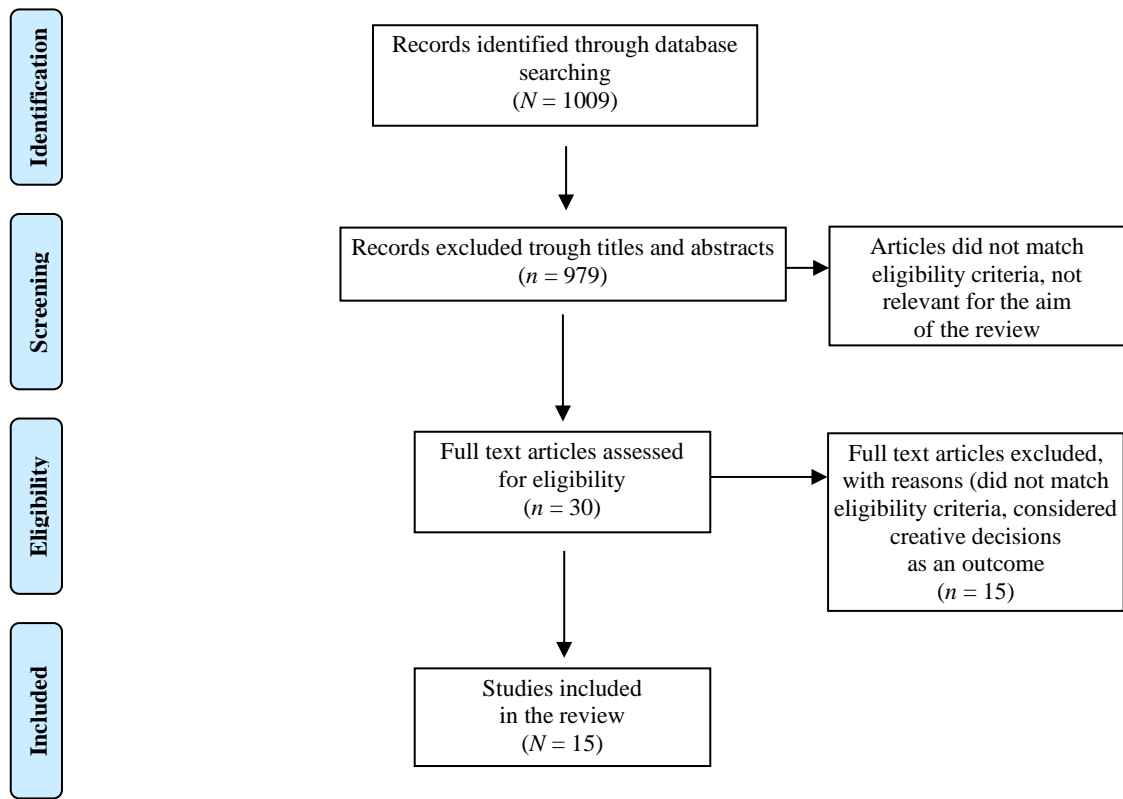 Identification
Records identified through database
searching
(N = 1009)
Screening
Records excluded trough titles and abstracts
(n = 979)
Articles did not match
eligibility criteria, not
relevant for the aim
of the review
Eligibility
Full text articles assessed
for eligibility
(n = 30)
Full text articles excluded,
with reasons (did not match
eligibility criteria, considered
creative decisions
as an outcome
(n = 15)
Included
Studies included
in the review
(N = 15)